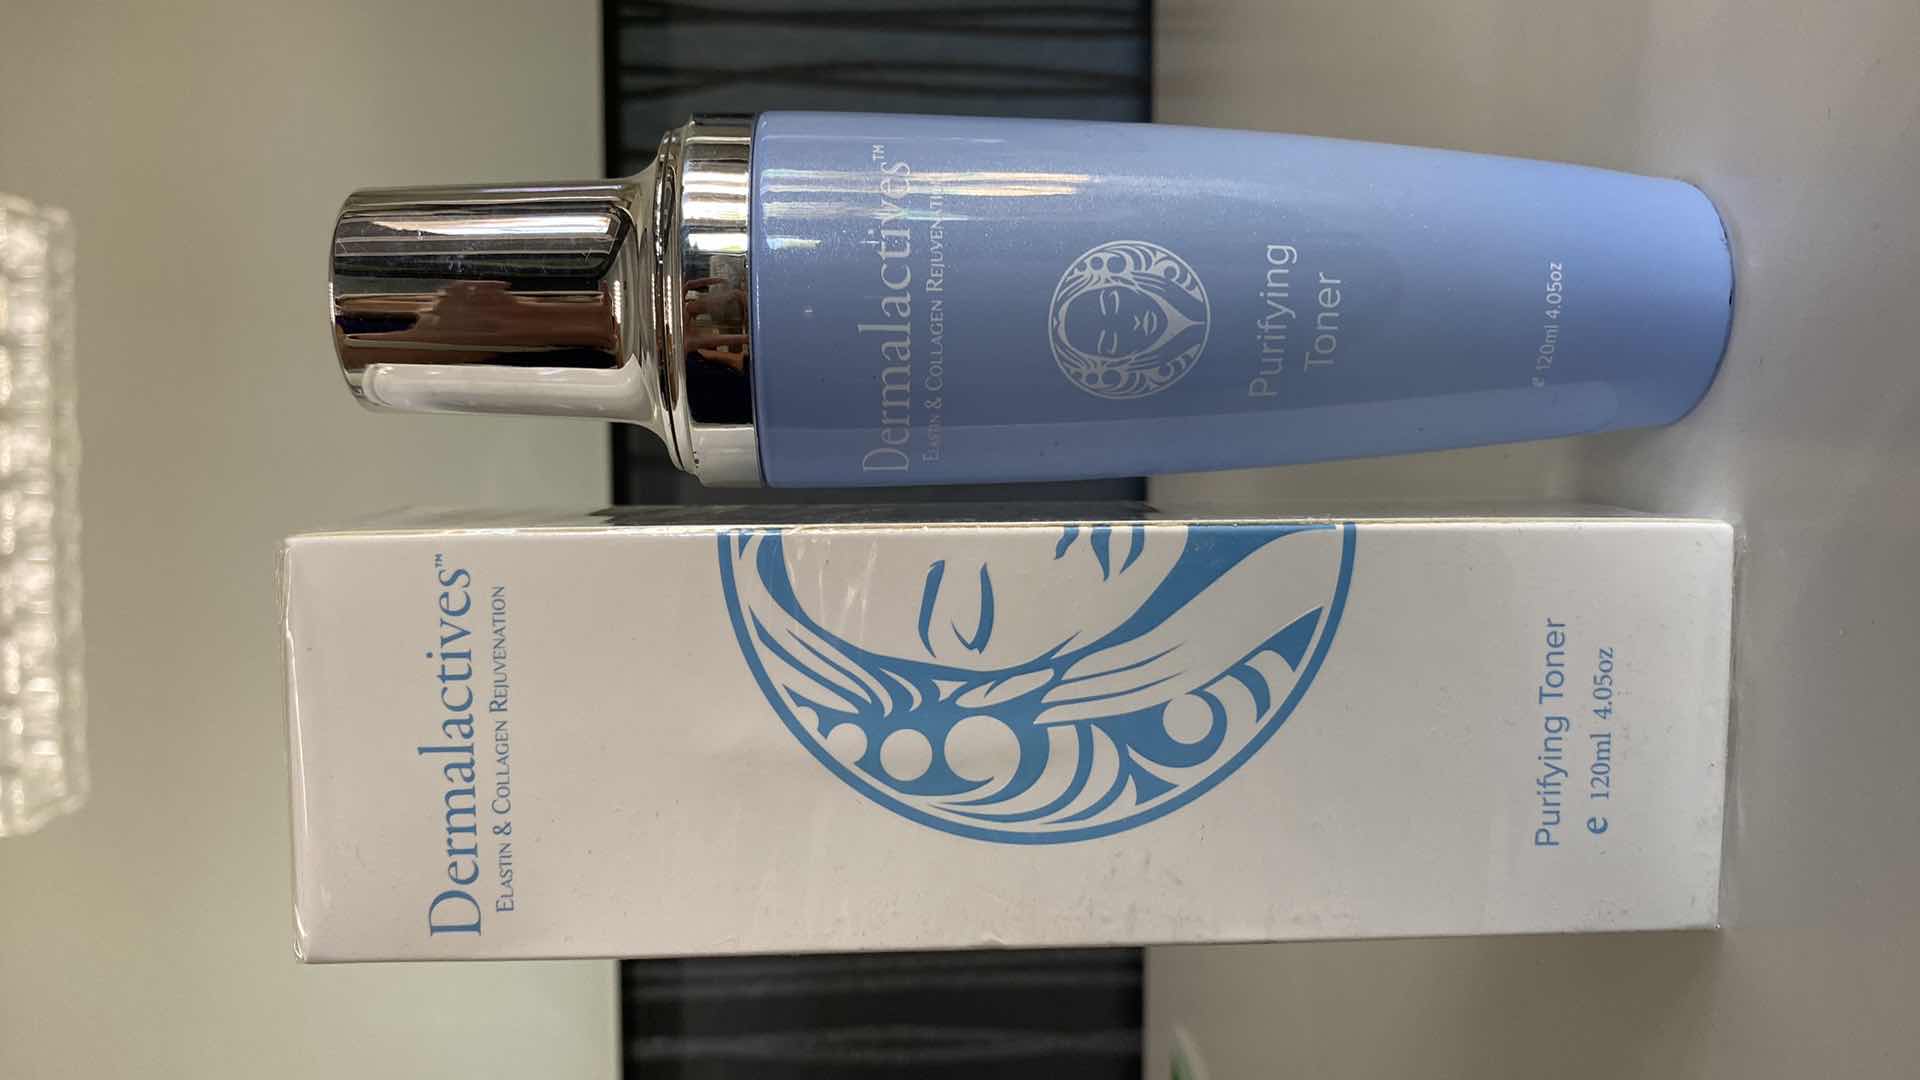 Dermalactives™
ELASTIN & COLLAGEN REJUVENATION
Purifying Toner
e 120ml 4.05oz
Dermalactives™
ELASTIN & COLLAGEN REJUVENATION
Purifying
Toner
e 120ml 4.05oz